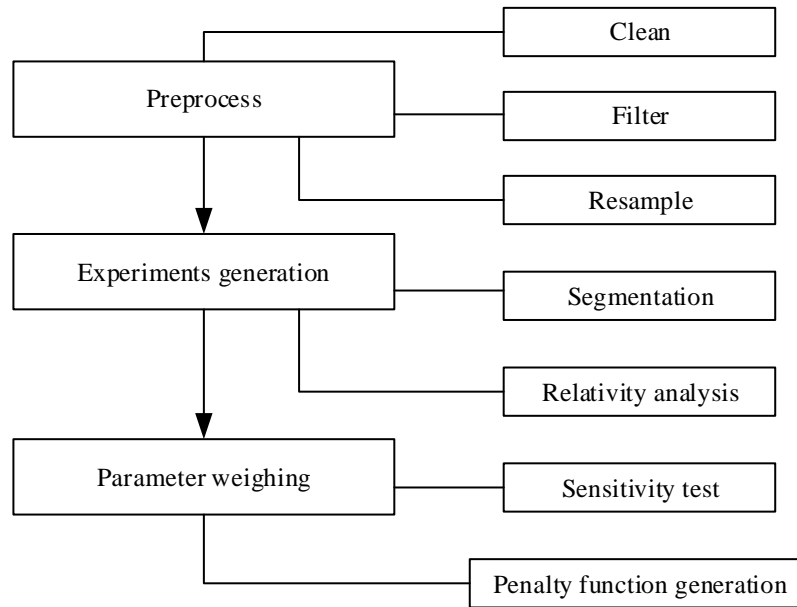 Clean
Preprocess
Filter
Resample
Experiments generation
Segmentation
Relativity analysis
Parameter weighing
Sensitivity test
Penalty function generation